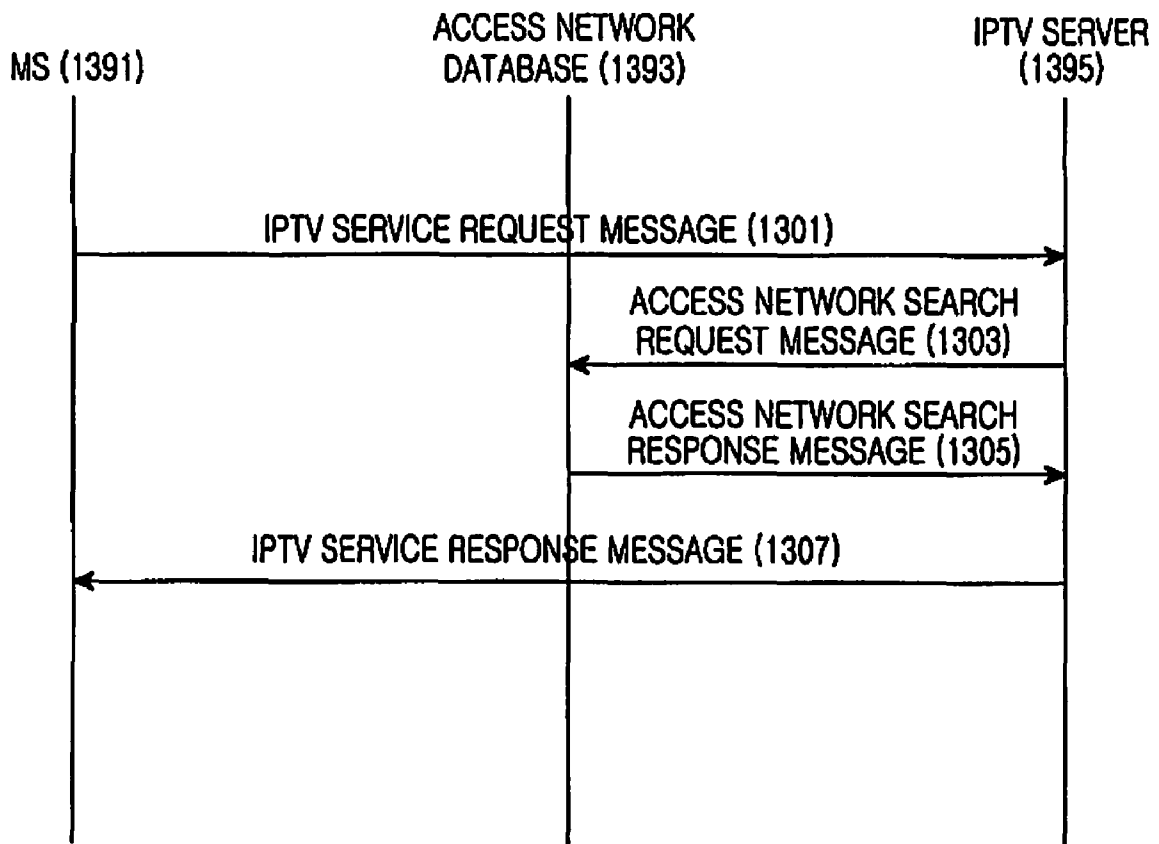 MS (1391)
ACCESS NETWORK
DATABASE (1393)
IPTV SERVER
(1395)
IPTV SERVICE REQUEST MESSAGE (1301)
ACCESS NETWORK SEARCH
REQUEST MESSAGE (1303)
ACCESS NETWORK SEARCH
RESPONSE MESSAGE (1305)
IPTV SERVICE RESPONSE MESSAGE (1307)